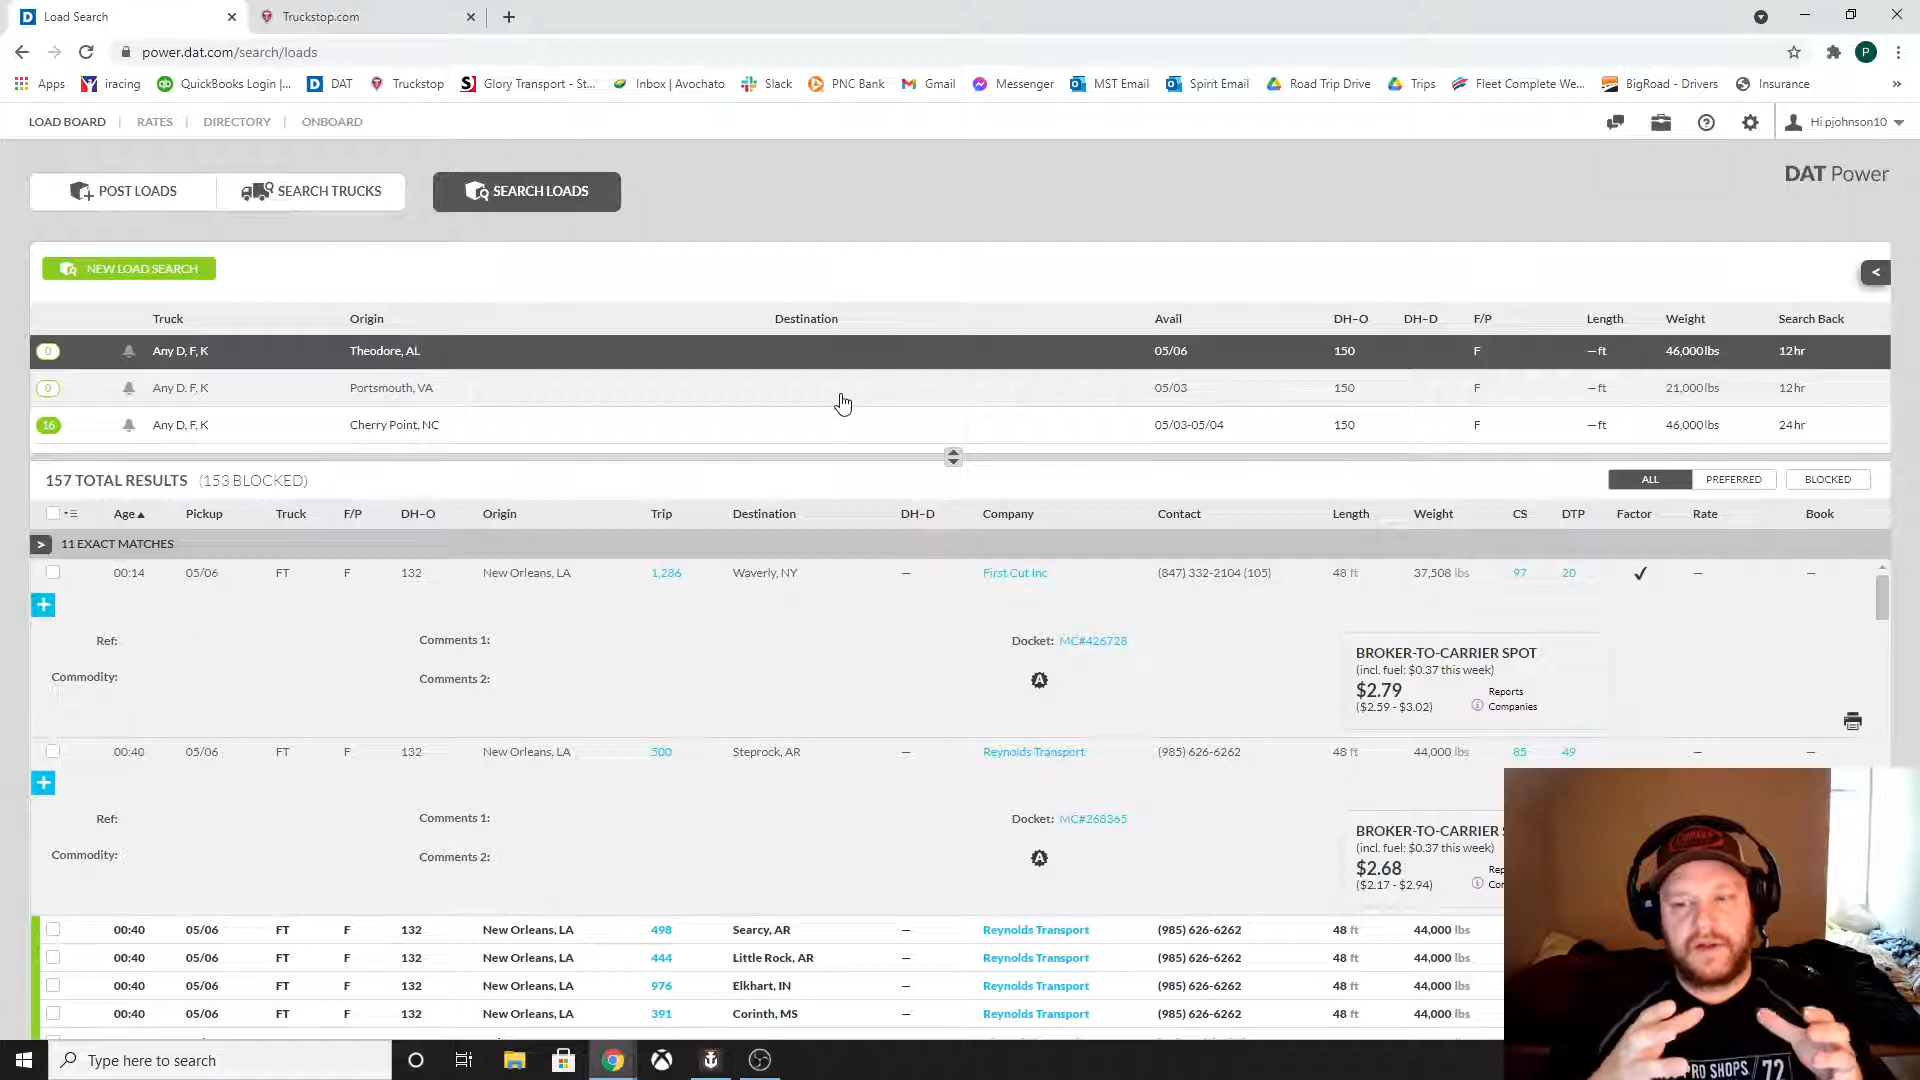 Load Search
Truckstop.com
power.dat.com/search/loads
P
Apps iracing QuickBooks Login |... DAT Truckstop Glory Transport - St... Inbox | Avochato Slack PNC Bank Gmail Messenger MST Email Spirit Email Road Trip Drive Trips Fleet Complete We... BigRoad - Drivers Insurance »
LOAD BOARD | RATES | DIRECTORY | ONBOARD
Hi pjohnson10
POST LOADS SEARCH TRUCKS SEARCH LOADS
DAT Power
NEW LOAD SEARCH
<
Truck Origin Destination Avail DH–O DH–D F/P Length Weight Search Back
0 Any D, F, K Theodore, AL 05/06 150 F — ft 46,000 lbs 12 hr
0 Any D, F, K Portsmouth, VA 05/03 150 F — ft 21,000 lbs 12 hr
16 Any D, F, K Cherry Point, NC 05/03-05/04 150 F — ft 46,000 lbs 24 hr
157 TOTAL RESULTS (153 BLOCKED)
ALL PREFERRED BLOCKED
Age Pickup Truck F/P DH–O Origin Trip Destination DH–D Company Contact Length Weight CS DTP Factor Rate Book
> 11 EXACT MATCHES
00:14 05/06 FT F 132 New Orleans, LA 1,286 Waverly, NY — First Cut Inc (847) 332-2104 (105) 48 ft 37,508 lbs 97 20 ✓ — —
+
Ref: Comments 1: Docket: MC#426728
Commodity: Comments 2: A
BROKER-TO-CARRIER SPOT
(incl. fuel: $0.37 this week)
$2.79 Reports
($2.59 - $3.02) Companies
00:40 05/06 FT F 132 New Orleans, LA 500 Steprock, AR — Reynolds Transport (985) 626-6262 48 ft 44,000 lbs 85 49 — —
+
Ref: Comments 1: Docket: MC#268365
Commodity: Comments 2: A
BROKER-TO-CARRIER
(incl. fuel: $0.37 this week)
$2.68 Rep
($2.17 - $2.94) Cor
00:40 05/06 FT F 132 New Orleans, LA 498 Searcy, AR — Reynolds Transport (985) 626-6262 48 ft 44,000 lbs
00:40 05/06 FT F 132 New Orleans, LA 444 Little Rock, AR — Reynolds Transport (985) 626-6262 48 ft 44,000 lbs
00:40 05/06 FT F 132 New Orleans, LA 976 Elkhart, IN — Reynolds Transport (985) 626-6262 48 ft 44,000 lbs
00:40 05/06 FT F 132 New Orleans, LA 391 Corinth, MS — Reynolds Transport (985) 626-6262 48 ft 44,000 lbs
PRO SHOPS 72
Type here to search